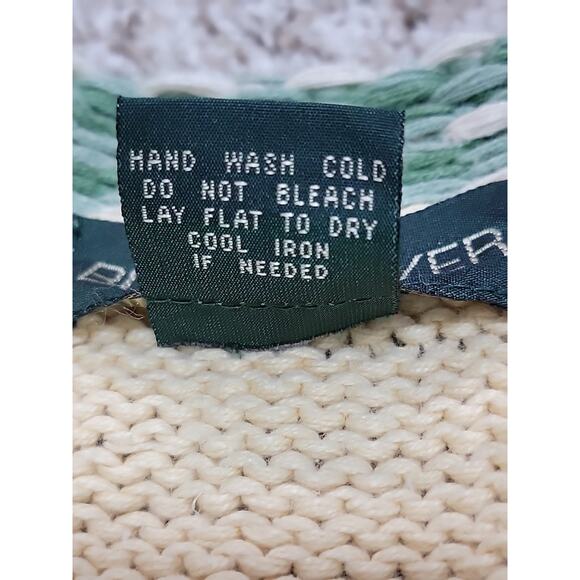 HAND WASH COLD
DO NOT BLEACH
LAY FLAT TO DRY
COOL IRON
IF NEEDED